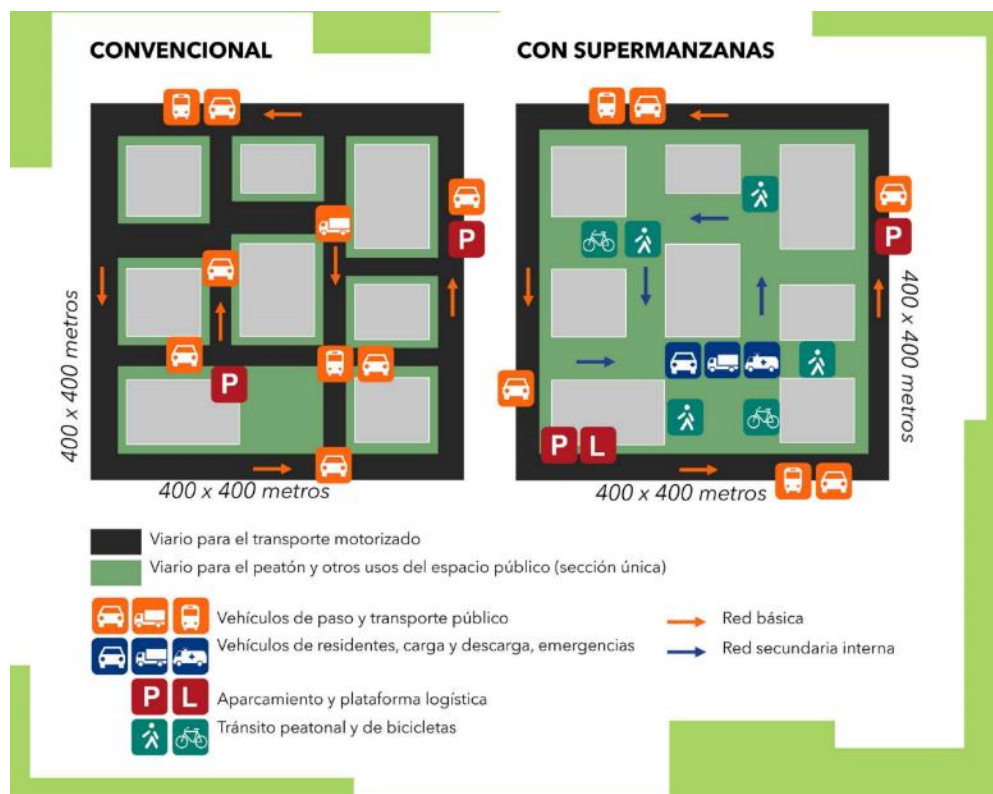 CONVENCIONAL
CON SUPERMANZANAS
P
P
400 x 400 metros
400 x 400 metros
P
P L
400 x 400 metros
400 x 400 metros
Viario para el transporte motorizado
Viario para el peatón y otros usos del espacio público (sección única)
Vehículos de paso y transporte público
Red básica
Vehículos de residentes, carga y descarga, emergencias
Red secundaria interna
P L
Aparcamiento y plataforma logística
Tránsito peatonal y de bicicletas